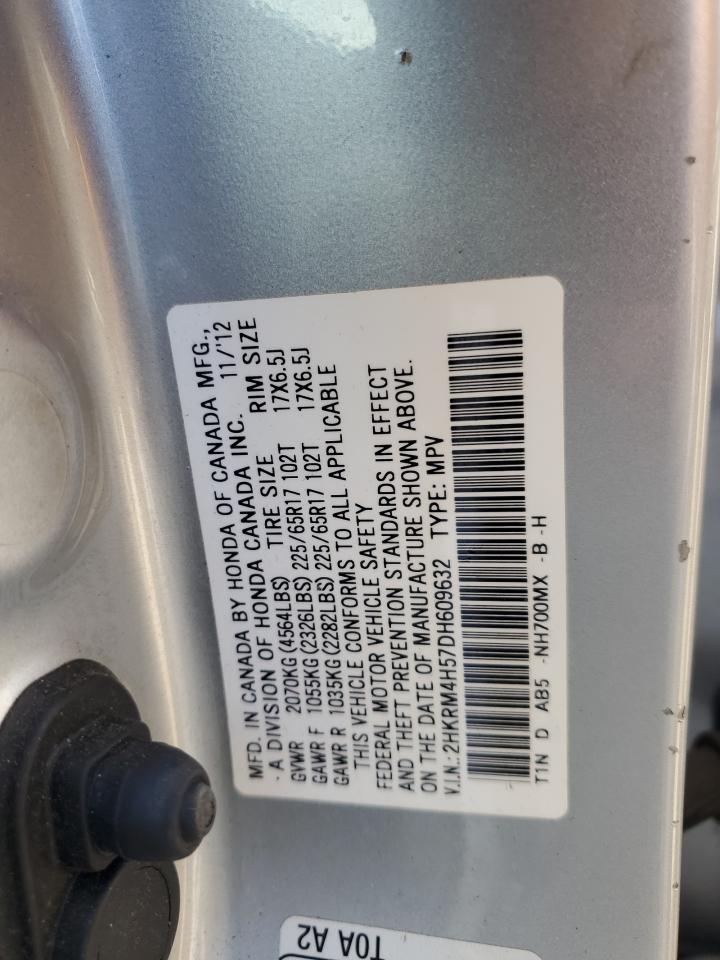 MFD. IN CANADA BY HONDA OF CANADA MFG.,
- A DIVISION OF HONDA CANADA INC. 11/'12
GVWR 2070KG(4564LBS) TIRE SIZE RIM SIZE
GAWR F 1055KG(2326LBS) 225/65R17 102T 17X6.5J
GAWR R 1035KG(2282LBS) 225/65R17 102T 17X6.5J
THIS VEHICLE CONFORMS TO ALL APPLICABLE
FEDERAL MOTOR VEHICLE SAFETY
AND THEFT PREVENTION STANDARDS IN EFFECT
ON THE DATE OF MANUFACTURE SHOWN ABOVE.
V.I.N.: 2HKRM4H57DH609632 TYPE: MPV
T1N D AB5 -NH700MX -B -H
TOA A2